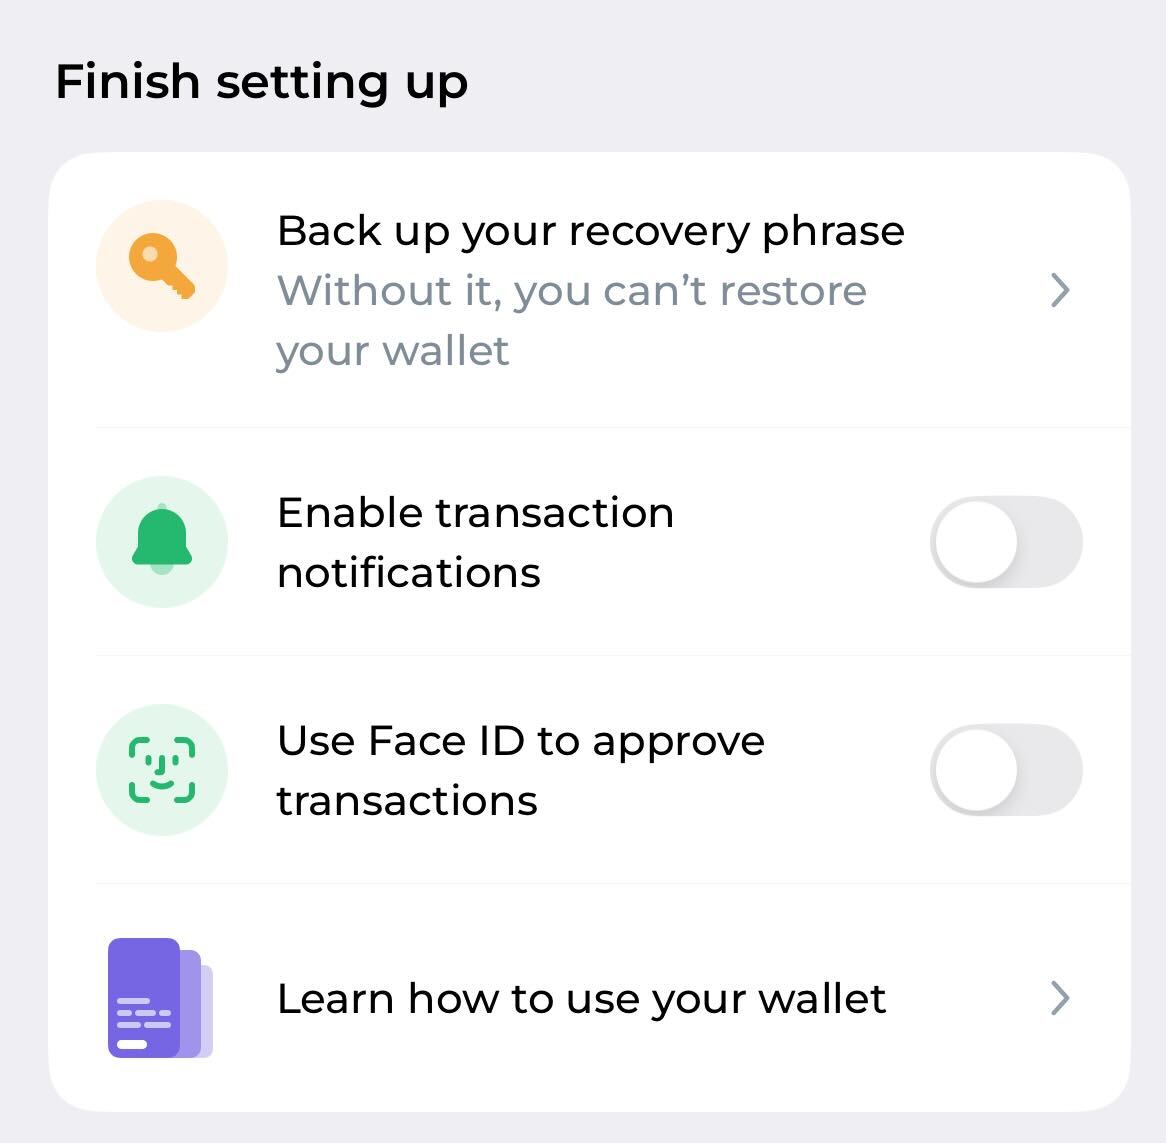 Finish setting up
Back up your recovery phrase
Without it, you can’t restore
your wallet
Enable transaction
notifications
Use Face ID to approve
transactions
Learn how to use your wallet